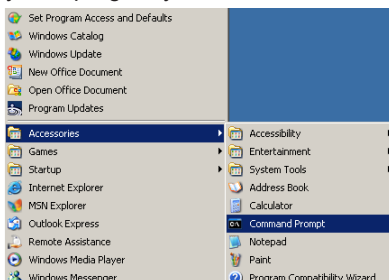 Set Program Access and Defaults
Windows Catalog
Windows Update
New Office Document
Open Office Document
Program Updates
Accessories
Games
Startup
Internet Explorer
MSN Explorer
Outlook Express
Remote Assistance
Windows Media Player
Windows Messenger
Accessibility
Entertainment
System Tools
Address Book
Calculator
Command Prompt
Notepad
Paint
Program Compatibility Wizard